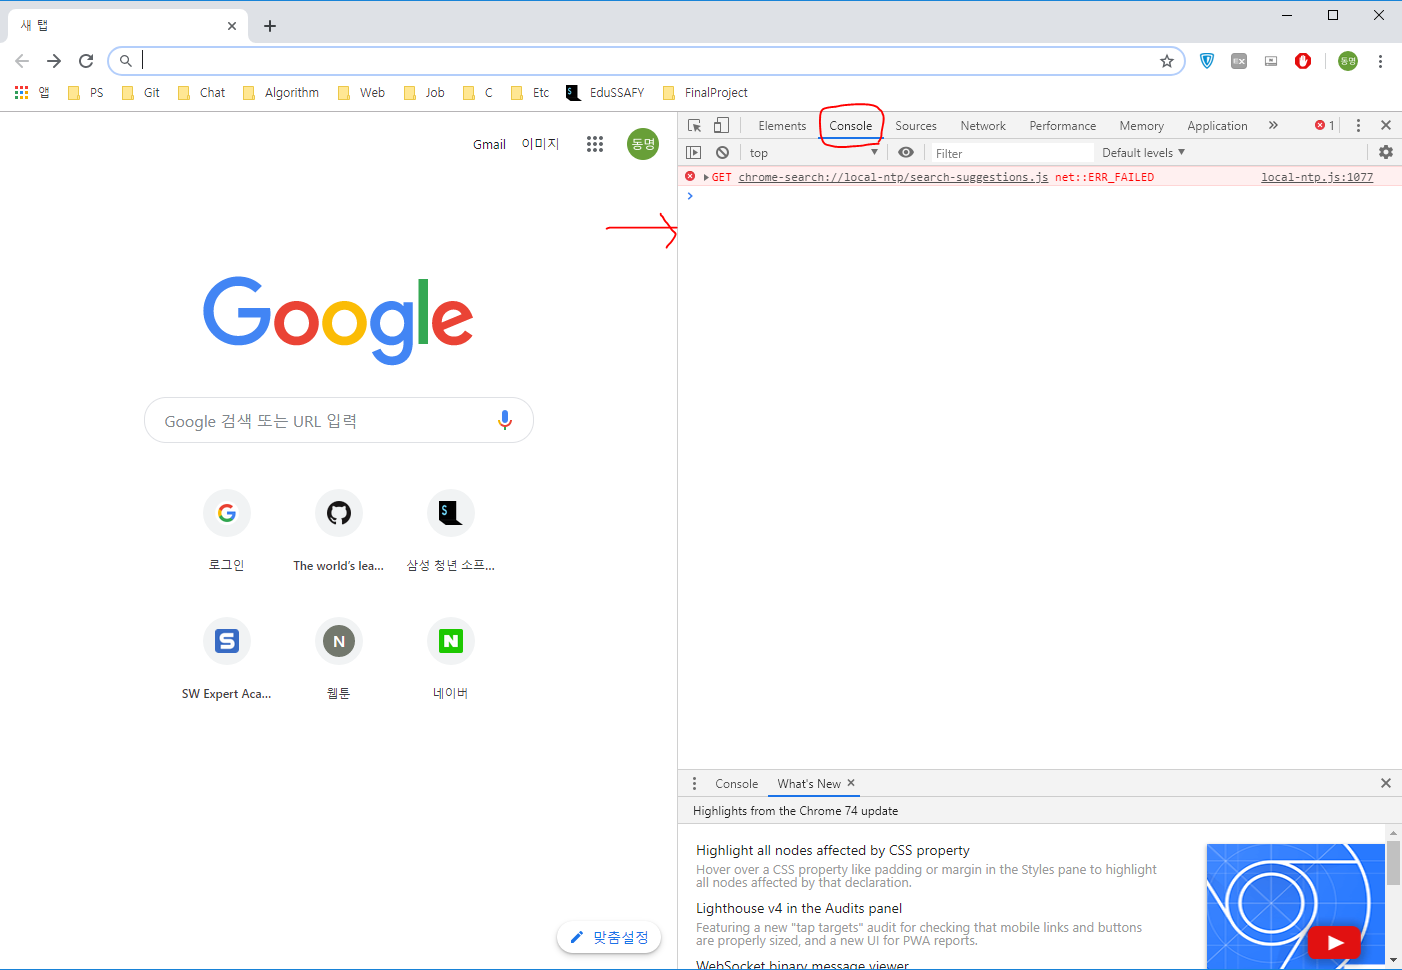 새 탭
앱 PS Git Chat Algorithm Web Job C Etc EduSSAFY FinalProject
Gmail 이미지 동명
Google
Google 검색 또는 URL 입력
로그인 The world's lea... 삼성 청년 소프...
SW Expert Aca... 웹툰 네이버
맞춤설정
Elements Console Sources Network Performance Memory Application » 1
top Filter Default levels
GET chrome-search://local-ntp/search-suggestions.js net::ERR_FAILED local-ntp.js:1077
Console What's New
Highlights from the Chrome 74 update
Highlight all nodes affected by CSS property
Hover over a CSS property like padding or margin in the Styles pane to highlight
all nodes affected by that declaration.
Lighthouse v4 in the Audits panel
Featuring a new "tap targets" audit for checking that mobile links and buttons
are properly sized, and a new UI for PWA reports.
WebSocket binary message viewer